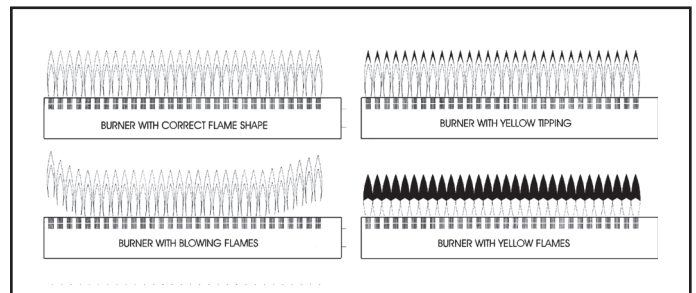 BURNER WITH CORRECT FLAME SHAPE
BURNER WITH YELLOW TIPPING
BURNER WITH BLOWING FLAMES
BURNER WITH YELLOW FLAMES